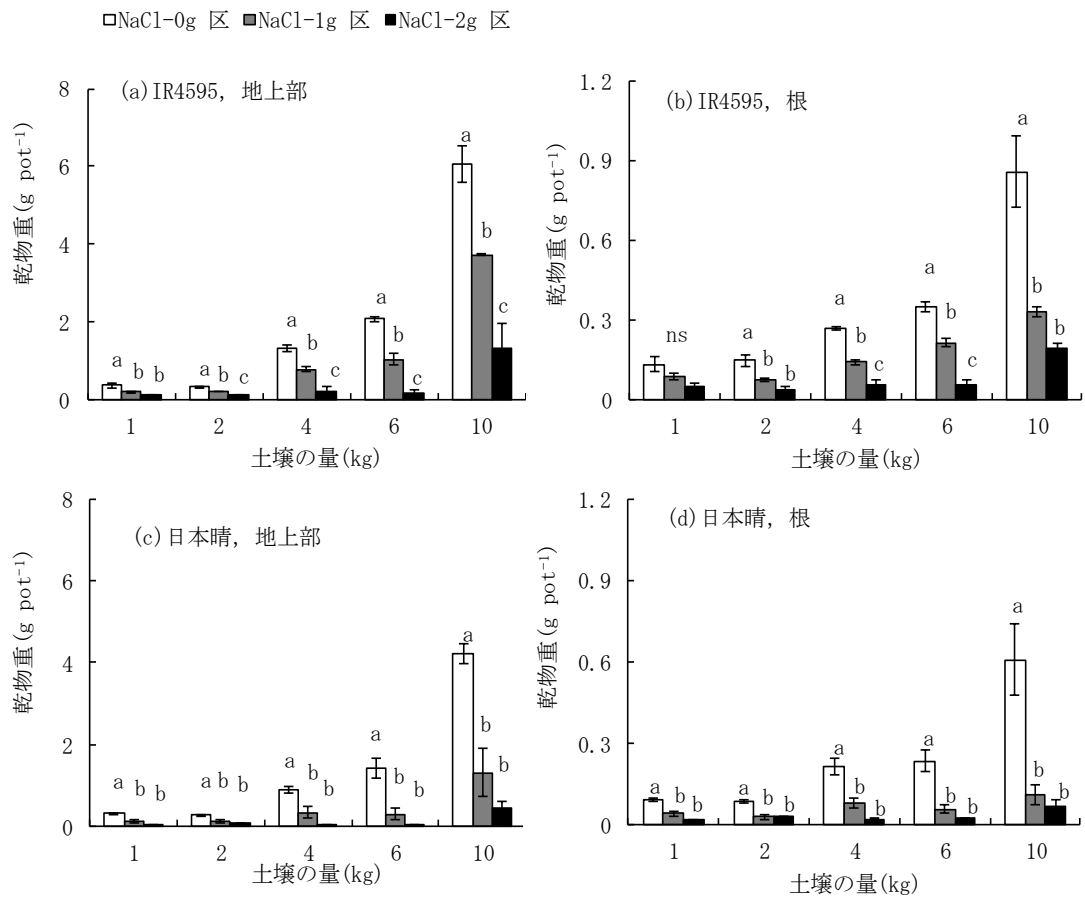 □NaCl-0g 区 ■NaCl-1g 区 ■NaCl-2g 区
(a)IR4595, 地上部
乾物重(g pot⁻¹)
8
6
4
2
0
a b b
a b c
a b c
a b c
a b c
1 2 4 6 10
土壌の量(kg)
(b)IR4595, 根
乾物重(g pot⁻¹)
1.2
0.9
0.6
0.3
0
ns
a b b
a b c
a b c
a b b
1 2 4 6 10
土壌の量(kg)
(c)日本晴, 地上部
乾物重(g pot⁻¹)
8
6
4
2
0
a b b
a b b
a b b
a b b
a b b
1 2 4 6 10
土壌の量(kg)
(d)日本晴, 根
乾物重(g pot⁻¹)
1.2
0.9
0.6
0.3
0
a b b
a b b
a b b
a b b
a b b
1 2 4 6 10
土壌の量(kg)